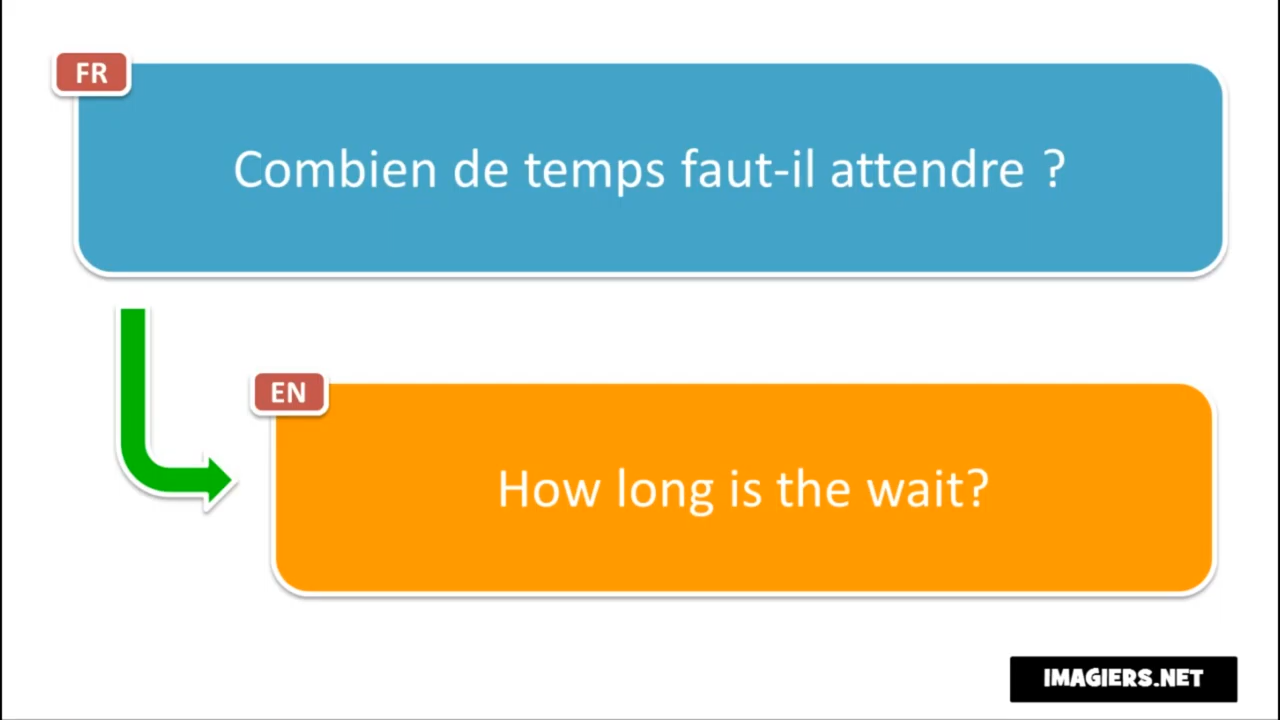 FR
Combien de temps faut-il attendre ?
EN
How long is the wait?
IMAGIERS.NET